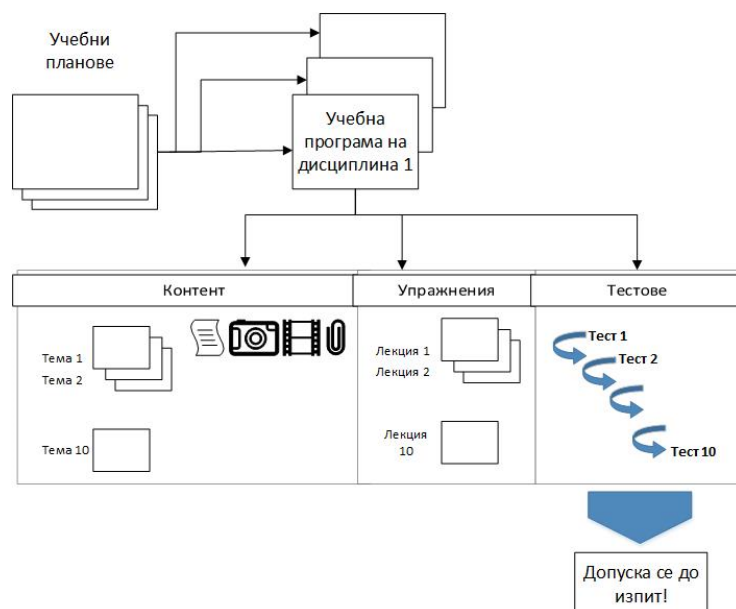 Учебни
планове
Учебна
програма на
дисциплина 1
Контент
Упражнения
Тестове
Тема 1
Тема 2
Тема 10
Лекция 1
Лекция 2
Лекция
10
Тест 1
Тест 2
Тест 10
Допуска се до
изпит!